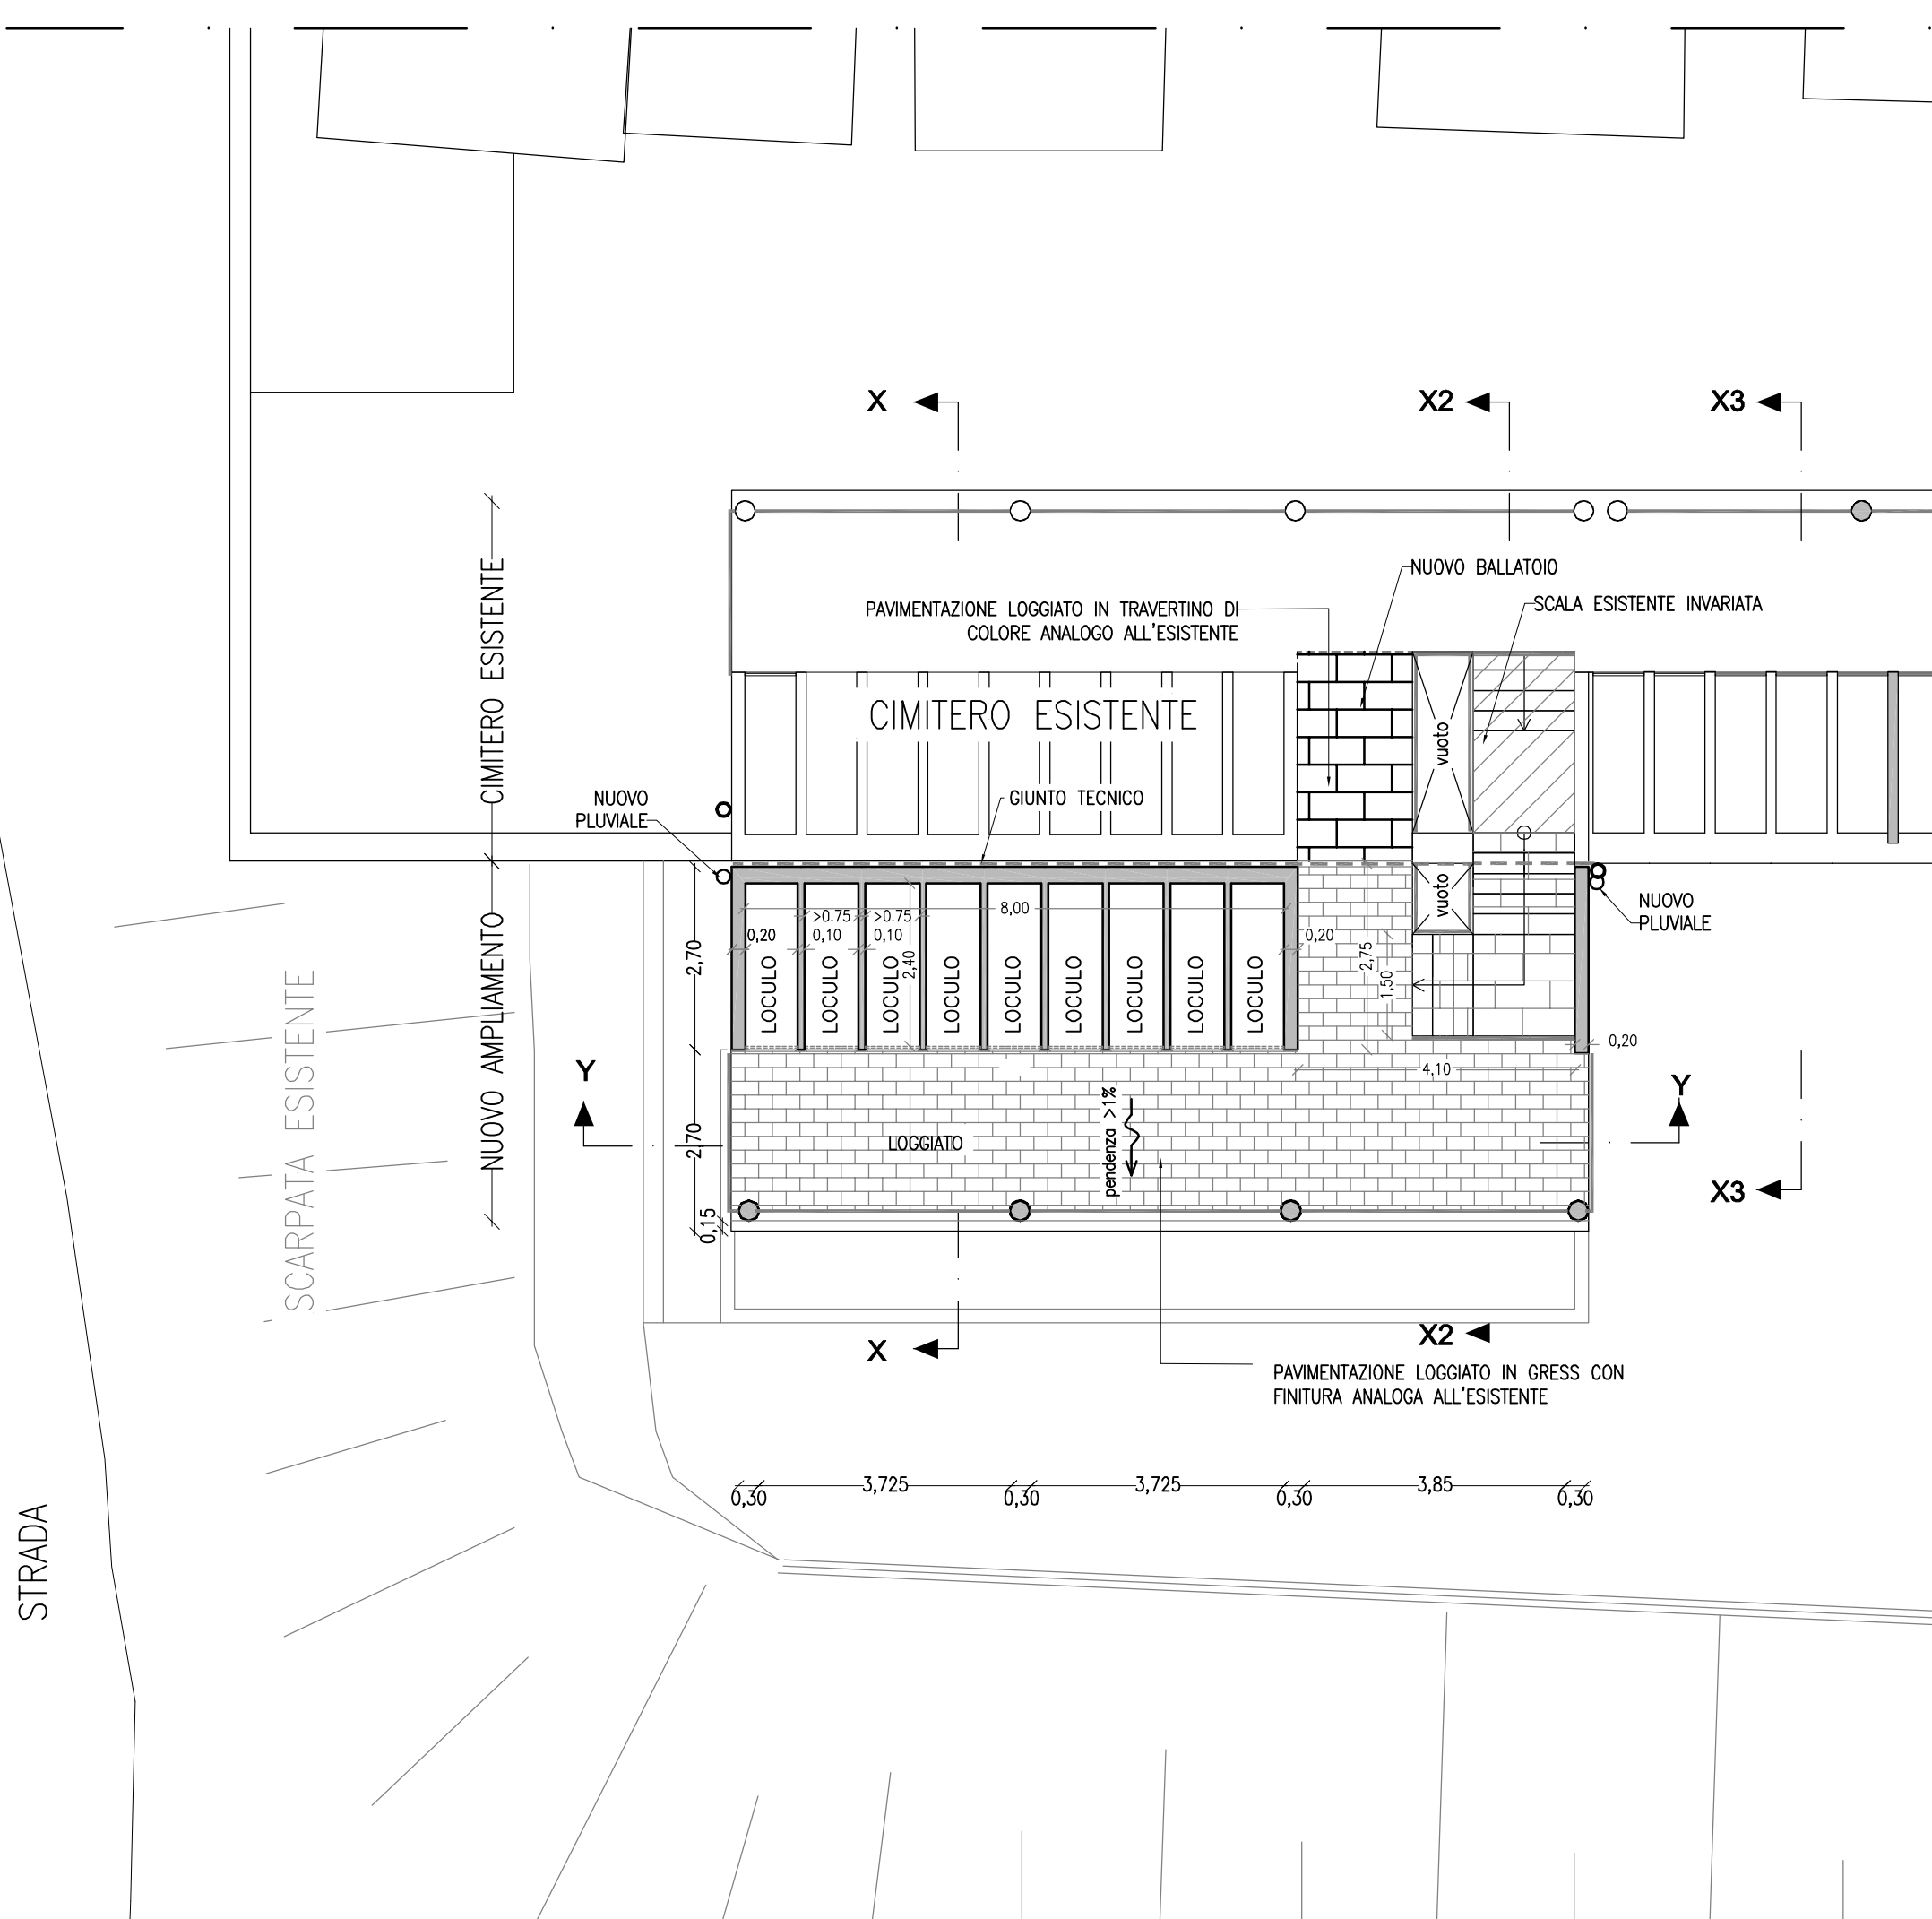 X
X2
X3
NUOVO BALLATOIO
SCALA ESISTENTE INVARIATA
PAVIMENTAZIONE LOGGIATO IN TRAVERTINO DI
COLORE ANALOGO ALL'ESISTENTE
CIMITERO ESISTENTE
CIMITERO ESISTENTE
vuoto
NUOVO
PLUVIALE
GIUNTO TECNICO
8,00
>0.75
>0.75
0,20
0,10
0,10
0,20
2,40
2,70
2,75
1,50
vuoto
NUOVO
PLUVIALE
LOCULO
LOCULO
LOCULO
LOCULO
LOCULO
LOCULO
LOCULO
LOCULO
LOCULO
NUOVO AMPLIAMENTO
SCARPATA ESISTENTE
0,20
4,10
Y
Y
2,70
LOGGIATO
pendenza >1%
X3
0,15
X
X2
PAVIMENTAZIONE LOGGIATO IN GRESS CON
FINITURA ANALOGA ALL'ESISTENTE
0,30
3,725
0,30
3,725
0,30
3,85
0,30
STRADA